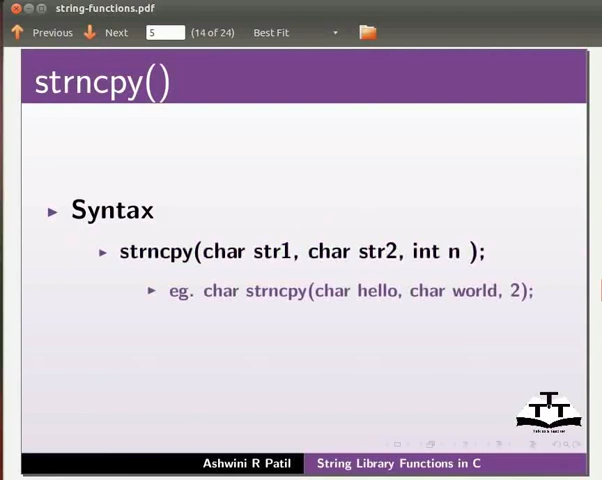 string-functions.pdf
Previous Next 5 (14 of 24) Best Fit
strncpy()
Syntax
strncpy(char str1, char str2, int n );
eg. char strncpy(char hello, char world, 2);
Ashwini R Patil String Library Functions in C